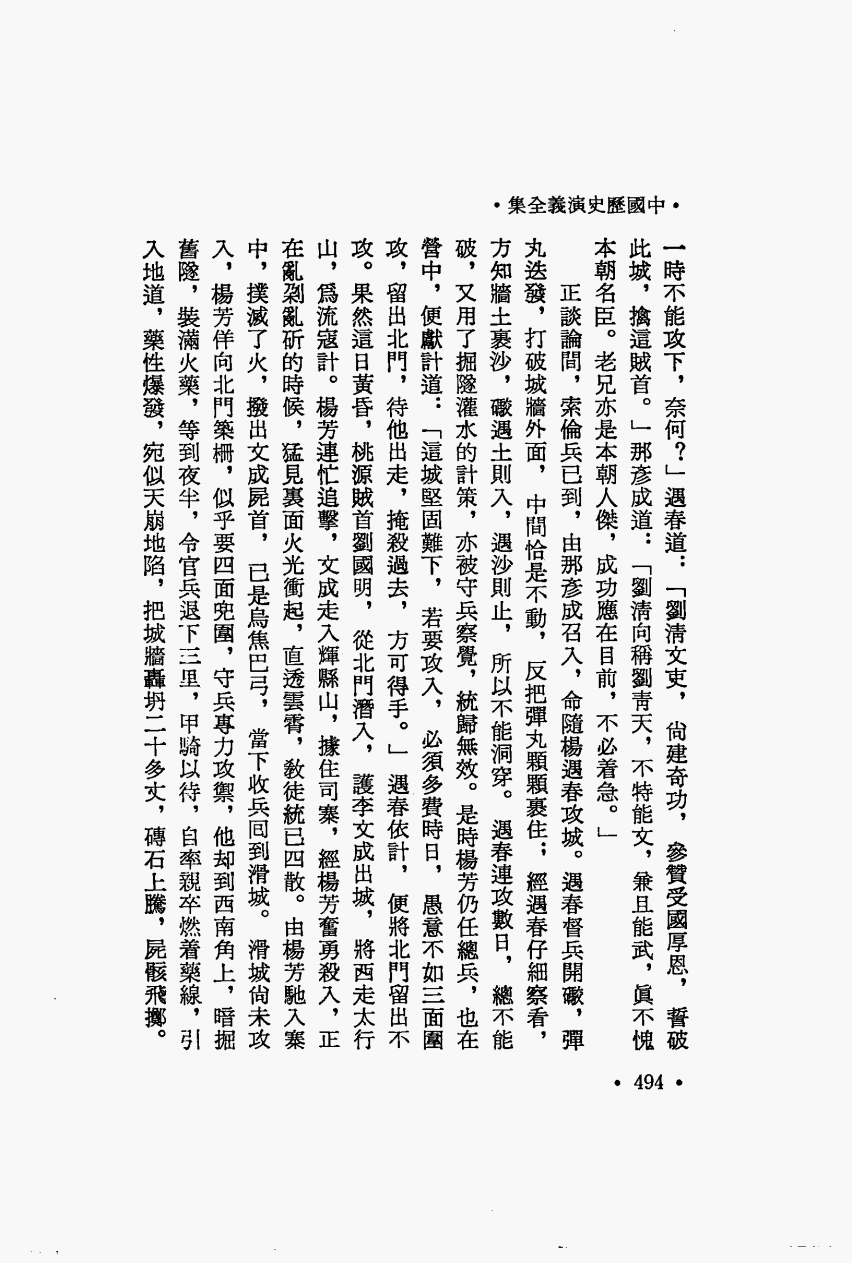 •中國歷史演義全集•
一時不能攻下，奈何？」遇春道：「劉清文吏，尙建奇功，參贊受國厚恩，誓破
此城，擒這賊首。」那彥成道：「劉清向稱劉青天，不特能文，兼且能武，眞不愧
本朝名臣。老兄亦是本朝人傑，成功應在目前，不必着急。」
正談論間，索倫兵已到，由那彥成召入，命隨楊遇春攻城。遇春督兵開礮，彈
丸迭發，打破城牆外面，中間恰是不動，反把彈丸顆顆裹住；經遇春仔細察看，
方知牆土裹沙，礮遇土則入，遇沙則止，所以不能洞穿。遇春連攻數日，總不能
破，又用了掘隧灌水的計策，亦被守兵察覺，統歸無效。是時楊芳仍任總兵，也在
營中，便獻計道：「這城堅固難下，若要攻入，必須多費時日，愚意不如三面圍
攻，留出北門，待他出走，掩殺過去，方可得手。」遇春依計，便將北門留出不
攻。果然這日黃昏，桃源賊首劉國明，從北門潛入，護李文成出城，將西走太行
山，爲流寇計。楊芳連忙追擊，文成走入輝縣山，據住司寨，經楊芳奮勇殺入，正
在亂剁亂斫的時候，猛見裏面火光衝起，直透雲霄，敎徒統已四散。由楊芳馳入寨
中，撲滅了火，撥出文成屍首，已是烏焦巴弓，當下收兵囘到滑城。滑城尙未攻
入，楊芳佯向北門築柵，似乎要四面兜圍，守兵專力攻禦，他却到西南角上，暗掘
舊隧，裝滿火藥，等到夜半，令官兵退下三里，甲騎以待，自率親卒燃着藥線，引
入地道，藥性爆發，宛似天崩地陷，把城牆轟坍二十多丈，磚石上騰，屍骸飛擲。
•494•